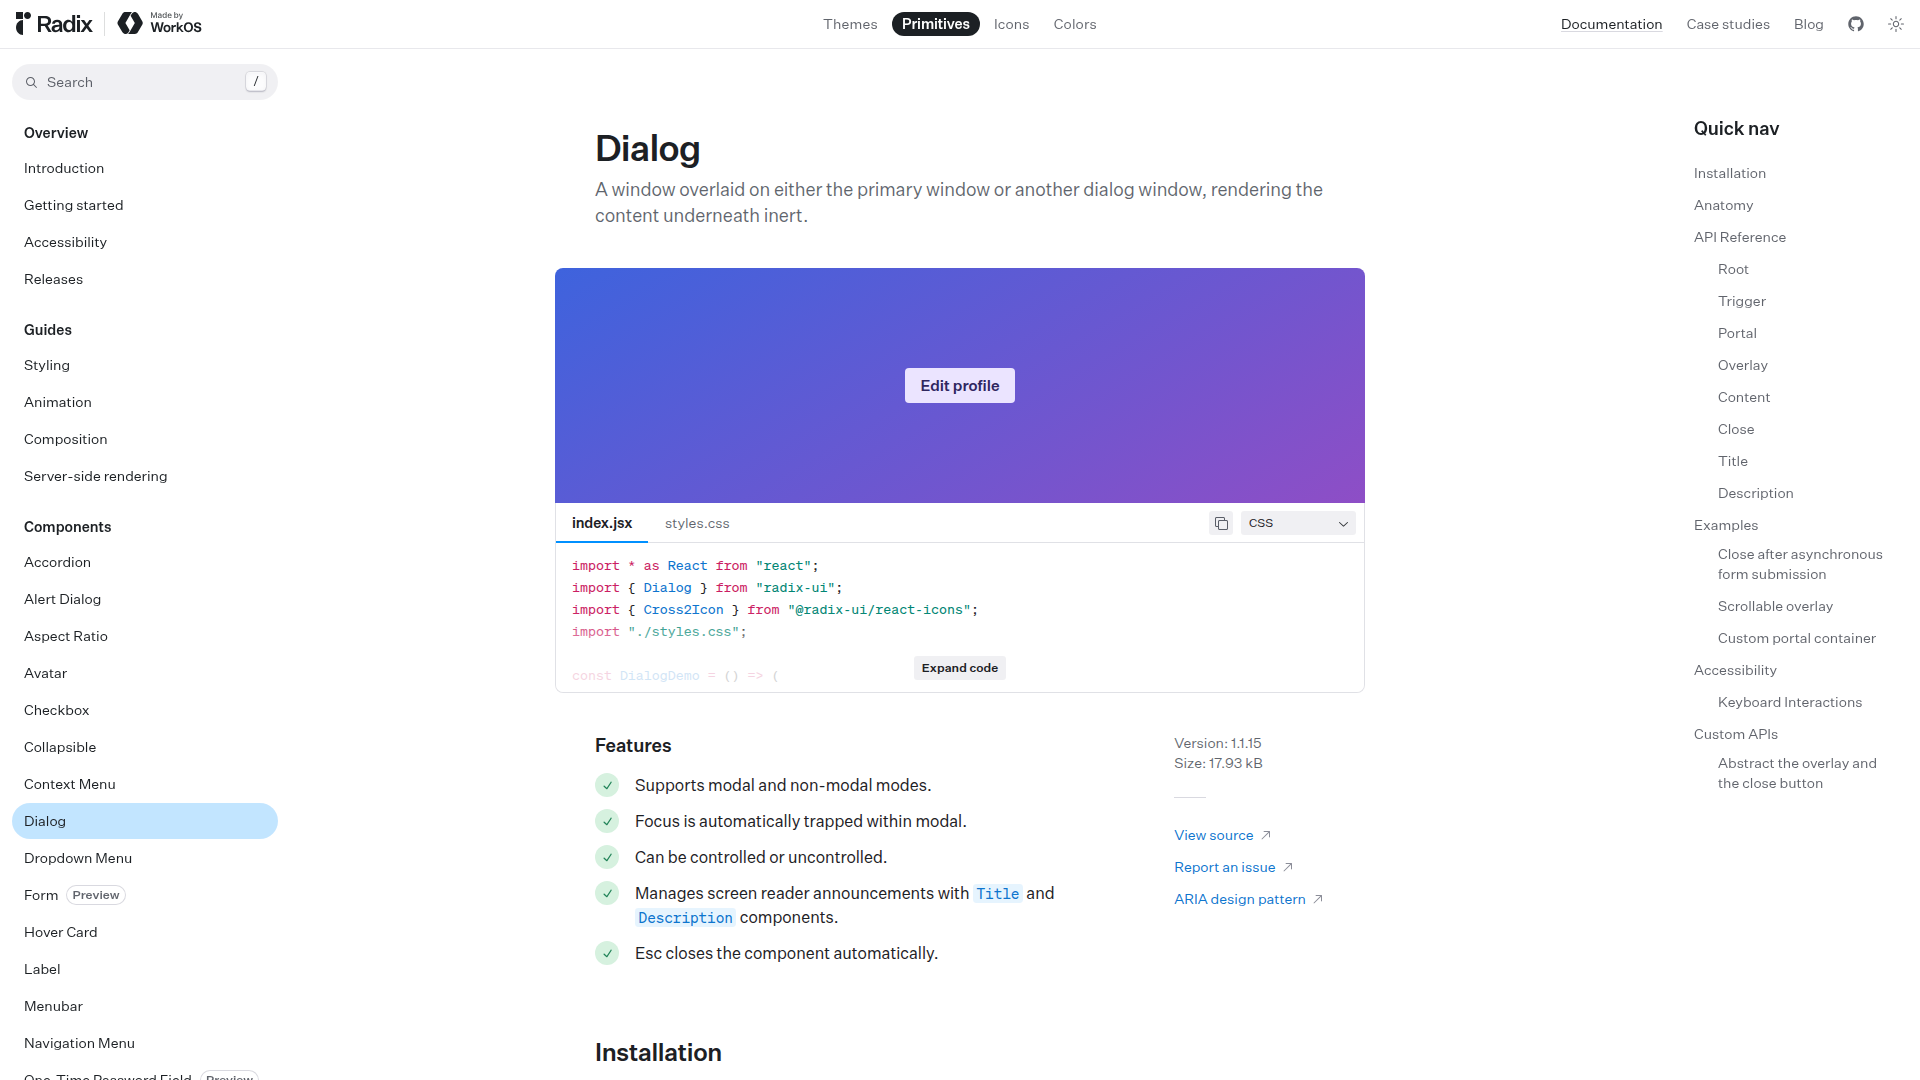 Radix
Made by
WorkOS
Themes
Primitives
Icons
Colors
Documentation
Case studies
Blog
Search
/
Overview
Introduction
Getting started
Accessibility
Releases
Guides
Styling
Animation
Composition
Server-side rendering
Components
Accordion
Alert Dialog
Aspect Ratio
Avatar
Checkbox
Collapsible
Context Menu
Dialog
Dropdown Menu
Form Preview
Hover Card
Label
Menubar
Navigation Menu
One-Time Password Field Preview
Dialog
A window overlaid on either the primary window or another dialog window, rendering the
content underneath inert.
Edit profile
index.jsx
styles.css
CSS
import * as React from "react";
import { Dialog } from "radix-ui";
import { Cross2Icon } from "@radix-ui/react-icons";
import "./styles.css";
const DialogDemo = () => (
Expand code
Features
Supports modal and non-modal modes.
Focus is automatically trapped within modal.
Can be controlled or uncontrolled.
Manages screen reader announcements with Title and
Description components.
Esc closes the component automatically.
Version: 1.1.15
Size: 17.93 kB
View source
Report an issue
ARIA design pattern
Installation
Quick nav
Installation
Anatomy
API Reference
Root
Trigger
Portal
Overlay
Content
Close
Title
Description
Examples
Close after asynchronous
form submission
Scrollable overlay
Custom portal container
Accessibility
Keyboard Interactions
Custom APIs
Abstract the overlay and
the close button